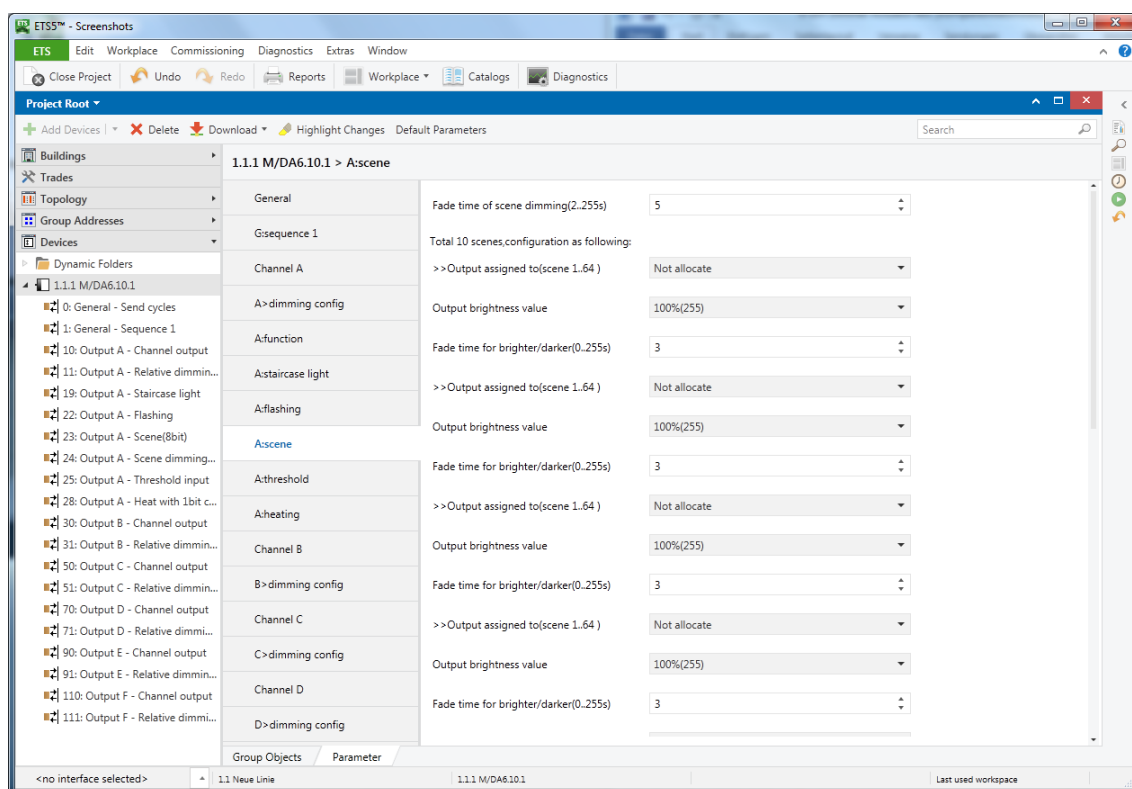 ETS5™ - Screenshots
ETS Edit Workplace Commissioning Diagnostics Extras Window
Close Project Undo Redo Reports Workplace Catalogs Diagnostics
Project Root
Add Devices Delete Download Highlight Changes Default Parameters Search
Buildings
Trades
Topology
Group Addresses
Devices
Dynamic Folders
1.1.1 M/DA6.10.1
0: General - Send cycles
1: General - Sequence 1
10: Output A - Channel output
11: Output A - Relative dimmin...
19: Output A - Staircase light
22: Output A - Flashing
23: Output A - Scene(8bit)
24: Output A - Scene dimming...
25: Output A - Threshold input
28: Output A - Heat with 1bit c...
30: Output B - Channel output
31: Output B - Relative dimmin...
50: Output C - Channel output
51: Output C - Relative dimmin...
70: Output D - Channel output
71: Output D - Relative dimmi...
90: Output E - Channel output
91: Output E - Relative dimmin...
110: Output F - Channel output
111: Output F - Relative dimmi...
1.1.1 M/DA6.10.1 > A:scene
General
G:sequence 1
Channel A
A>dimming config
A:function
A:staircase light
A:flashing
A:scene
A:threshold
A:heating
Channel B
B>dimming config
Channel C
C>dimming config
Channel D
D>dimming config
Fade time of scene dimming(2..255s) 5
Total 10 scenes,configuration as following:
>>Output assigned to(scene 1..64 ) Not allocate
Output brightness value 100%(255)
Fade time for brighter/darker(0..255s) 3
>>Output assigned to(scene 1..64 ) Not allocate
Output brightness value 100%(255)
Fade time for brighter/darker(0..255s) 3
>>Output assigned to(scene 1..64 ) Not allocate
Output brightness value 100%(255)
Fade time for brighter/darker(0..255s) 3
>>Output assigned to(scene 1..64 ) Not allocate
Output brightness value 100%(255)
Fade time for brighter/darker(0..255s) 3
Group Objects Parameter
<no interface selected> 1.1 Neue Linie 1.1.1 M/DA6.10.1 Last used workspace